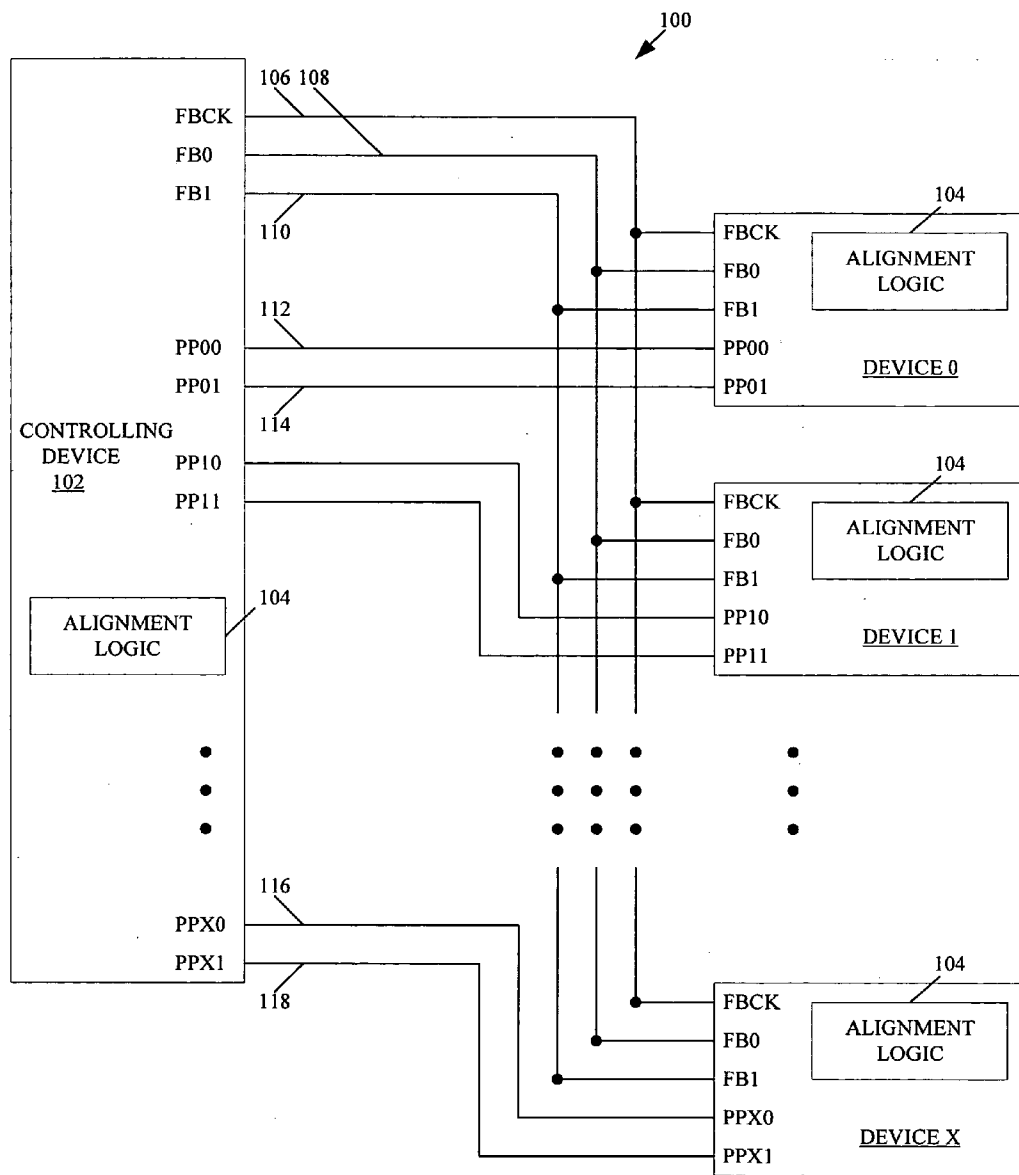 100
106 108
FBCK
FB0
FB1
110
112
PP00
PP01
114
CONTROLLING
DEVICE
102
PP10
PP11
104
ALIGNMENT
LOGIC
116
PPX0
PPX1
118
104
FBCK
FB0
FB1
PP00
PP01
ALIGNMENT
LOGIC
DEVICE 0
104
FBCK
FB0
FB1
PP10
PP11
ALIGNMENT
LOGIC
DEVICE 1
104
FBCK
FB0
FB1
PPX0
PPX1
ALIGNMENT
LOGIC
DEVICE X